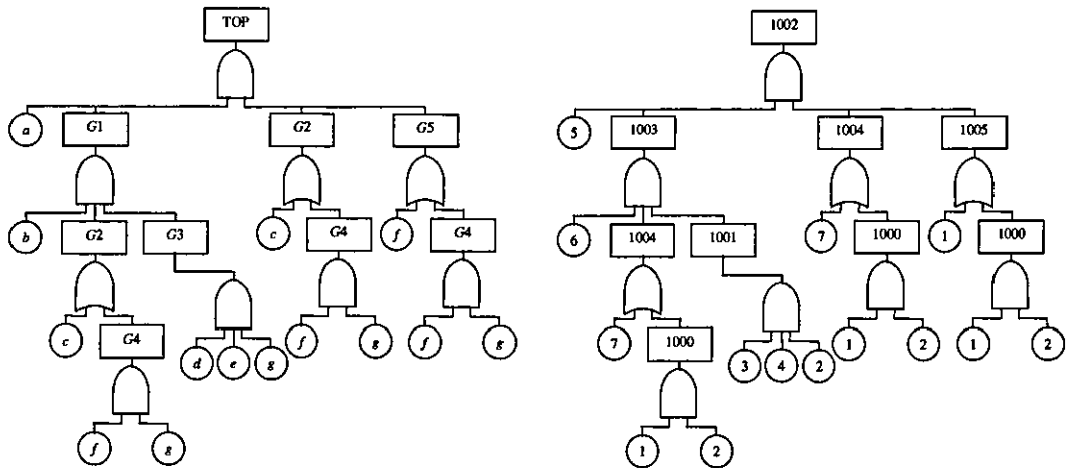 TOP
a G1 G2 G5
b G2 G3 c G4 f G4
c G4 d e g f g f g
f g
1002
5 1003 1004 1005
6 1004 1001 7 1000 1 1000
7 1000 3 4 2 1 2 1 2
1 2